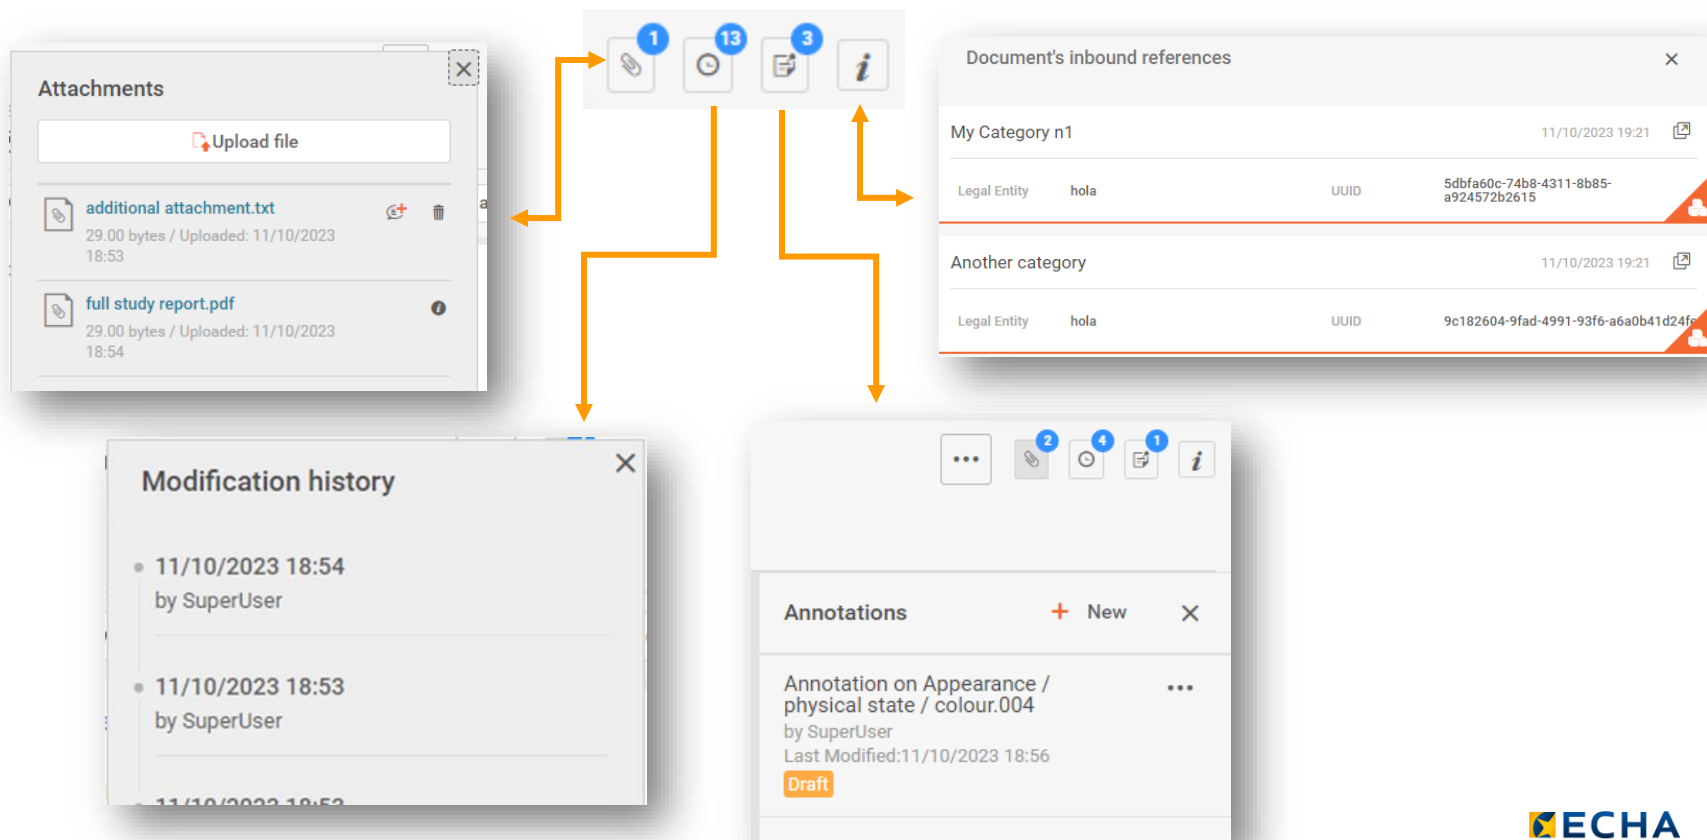 1
13
3
i
Attachments
Upload file
additional attachment.txt
29.00 bytes / Uploaded: 11/10/2023
18:53
full study report.pdf
29.00 bytes / Uploaded: 11/10/2023
18:54
a
Document's inbound references
My Category n1
11/10/2023 19:21
Legal Entity hola UUID 5dbfa60c-74b8-4311-8b85-
a924572b2615
Another category
11/10/2023 19:21
Legal Entity hola UUID 9c182604-9fad-4991-93f6-a6a0b41d24fe
Modification history
11/10/2023 18:54
by SuperUser
11/10/2023 18:53
by SuperUser
2
4
1
i
Annotations
+ New
Annotation on Appearance /
physical state / colour.004
by SuperUser
Last Modified:11/10/2023 18:56
Draft
ECHA